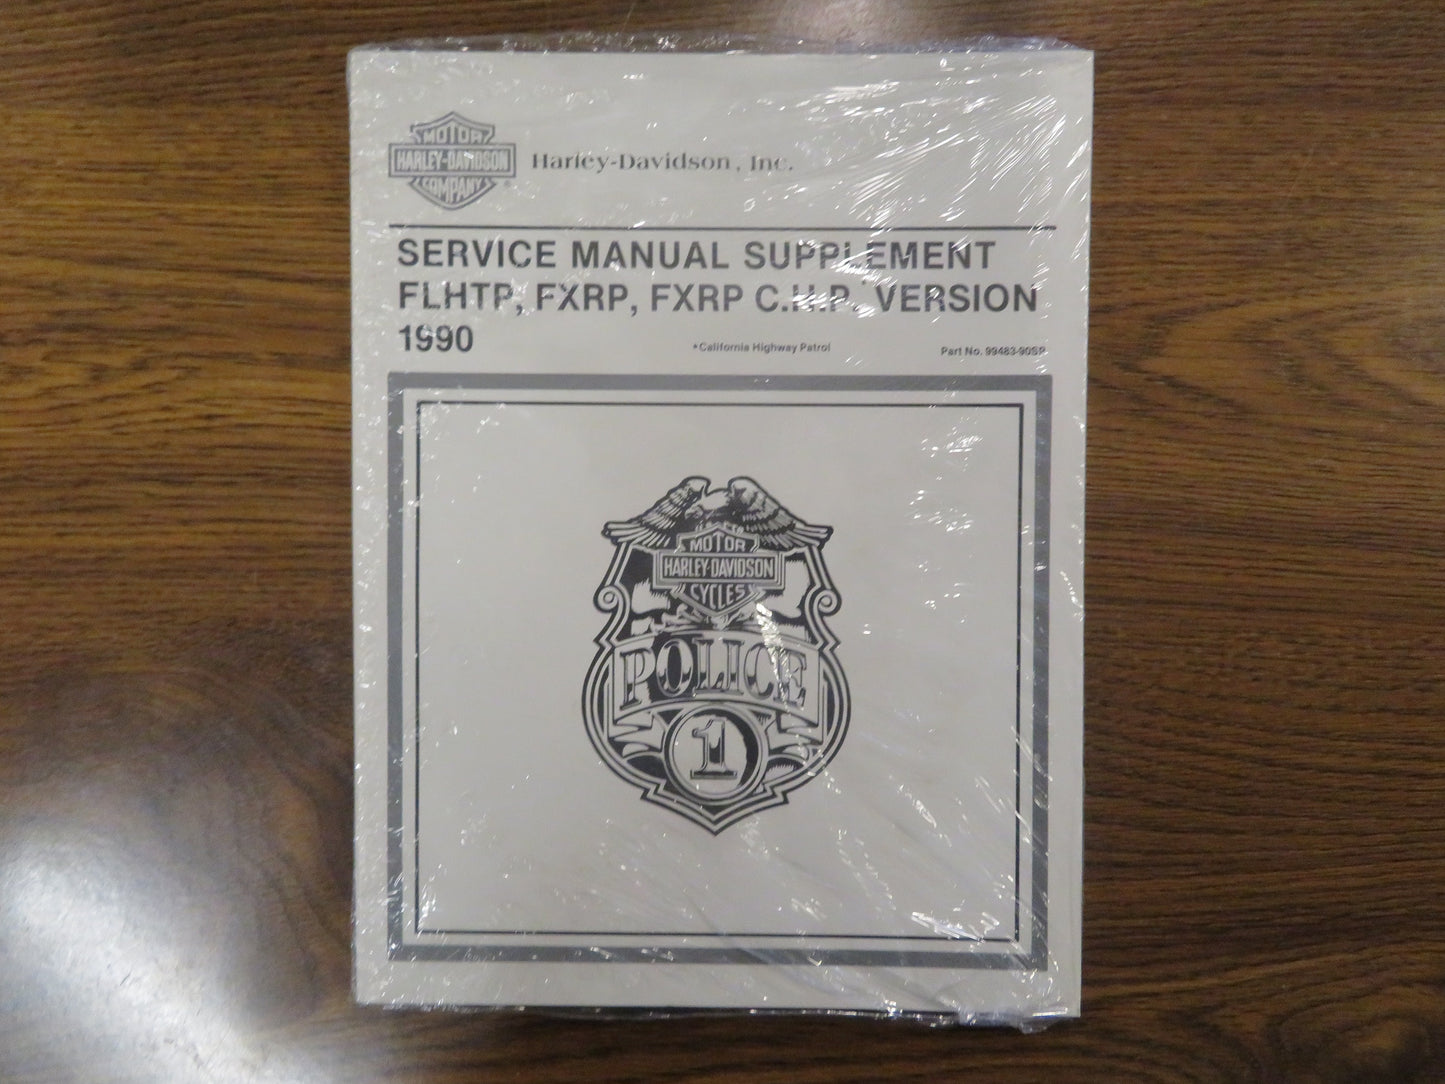 MOTOR
HARLEY-DAVIDSON
COMPANY
®
Harley-Davidson, Inc.
SERVICE MANUAL SUPPLEMENT
FLHTP, FXRP, FXRP C.H.P.* VERSION
1990
*California Highway Patrol
Part No. 99483-90SP
MOTOR
HARLEY-DAVIDSON
CYCLES
POLICE
1